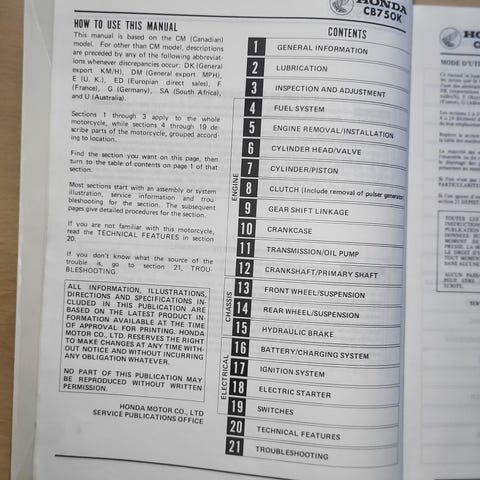 HOW TO USE THIS MANUAL
This manual is based on the CM (Canadian)
model. For other than CM model, descriptions
are preceded by any of the following abbreviat-
ions whenever discrepancies occur: DK (General
export KM/H), DM (General export MPH),
E (U. K.), ED (European direct sales), F
(France), G (Germany), SA (South Africa),
and U (Australia).
Sections 1 through 3 apply to the whole
motorcycle, while sections 4 through 19 de-
scribe parts of the motorcycle, grouped accord-
ing to location.
Find the section you want on this page, then
turn to the table of contents on page 1 of that
section.
Most sections start with an assembly or system
illustration, service information and trou-
bleshooting for the section. The subsequent
pages give detailed procedures for the section.
If you are not familiar with this motorcycle,
read the TECHNICAL FEATURES in section
20.
If you don't know what the source of the
trouble is, go to section 21, TROU-
BLESHOOTING.
ALL INFORMATION, ILLUSTRATIONS,
DIRECTIONS AND SPECIFICATIONS IN-
CLUDED IN THIS PUBLICATION ARE
BASED ON THE LATEST PRODUCT IN-
FORMATION AVAILABLE AT THE TIME
OF APPROVAL FOR PRINTING. HONDA
MOTOR CO., LTD. RESERVES THE RIGHT
TO MAKE CHANGES AT ANY TIME WITH-
OUT NOTICE AND WITHOUT INCURRING
ANY OBLIGATION WHATEVER.
NO PART OF THIS PUBLICATION MAY
BE REPRODUCED WITHOUT WRITTEN
PERMISSION.
HONDA MOTOR CO., LTD
SERVICE PUBLICATIONS OFFICE
HONDA
CB750K
CONTENTS
1 GENERAL INFORMATION
2 LUBRICATION
3 INSPECTION AND ADJUSTMENT
ENGINE
4 FUEL SYSTEM
5 ENGINE REMOVAL/INSTALLATION
6 CYLINDER HEAD/VALVE
7 CYLINDER/PISTON
8 CLUTCH (Include removal of pulser generator)
9 GEAR SHIFT LINKAGE
10 CRANKCASE
11 TRANSMISSION/OIL PUMP
12 CRANKSHAFT/PRIMARY SHAFT
CHASSIS
13 FRONT WHEEL/SUSPENSION
14 REAR WHEEL/SUSPENSION
15 HYDRAULIC BRAKE
ELECTRICAL
16 BATTERY/CHARGING SYSTEM
17 IGNITION SYSTEM
18 ELECTRIC STARTER
19 SWITCHES
20 TECHNICAL FEATURES
21 TROUBLESHOOTING
MODE D'UTI